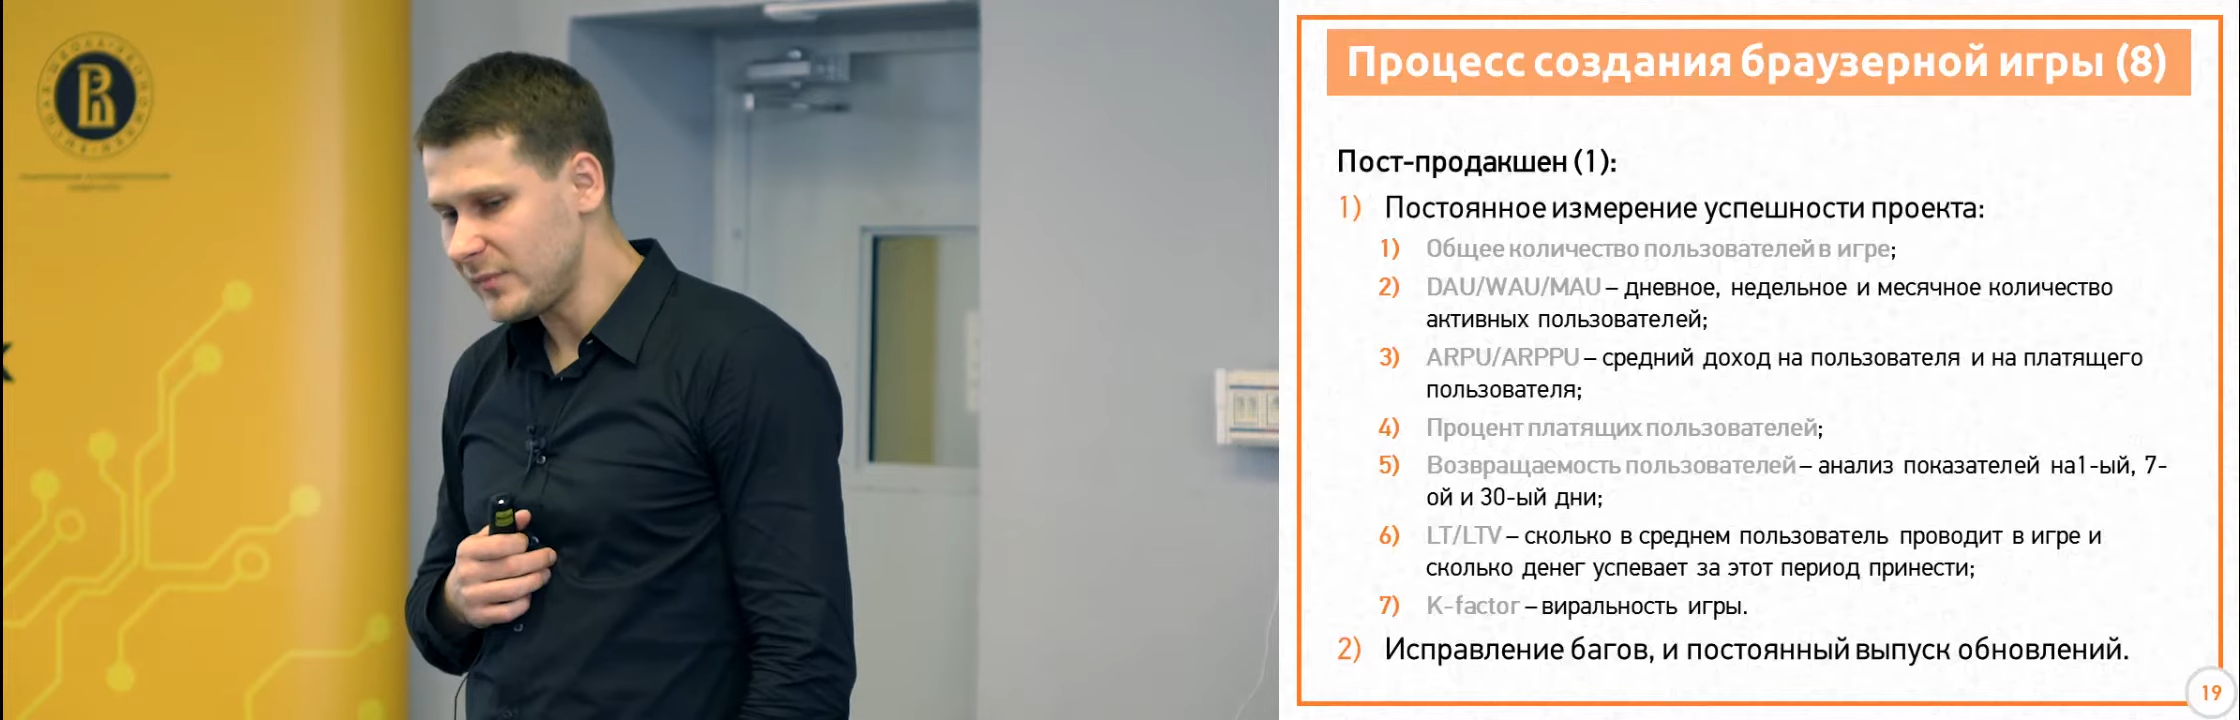 Процесс создания браузерной игры (8)
Пост-продакшен (1):
1) Постоянное измерение успешности проекта:
1) Общее количество пользователей в игре;
2) DAU/WAU/MAU – дневное, недельное и месячное количество
активных пользователей;
3) ARPU/ARPPU – средний доход на пользователя и на платящего
пользователя;
4) Процент платящих пользователей;
5) Возвращаемость пользователей – анализ показателей на1-ый, 7-
ой и 30-ый дни;
6) LT/LTV – сколько в среднем пользователь проводит в игре и
сколько денег успевает за этот период принести;
7) K-factor – виральность игры.
2) Исправление багов, и постоянный выпуск обновлений.
19